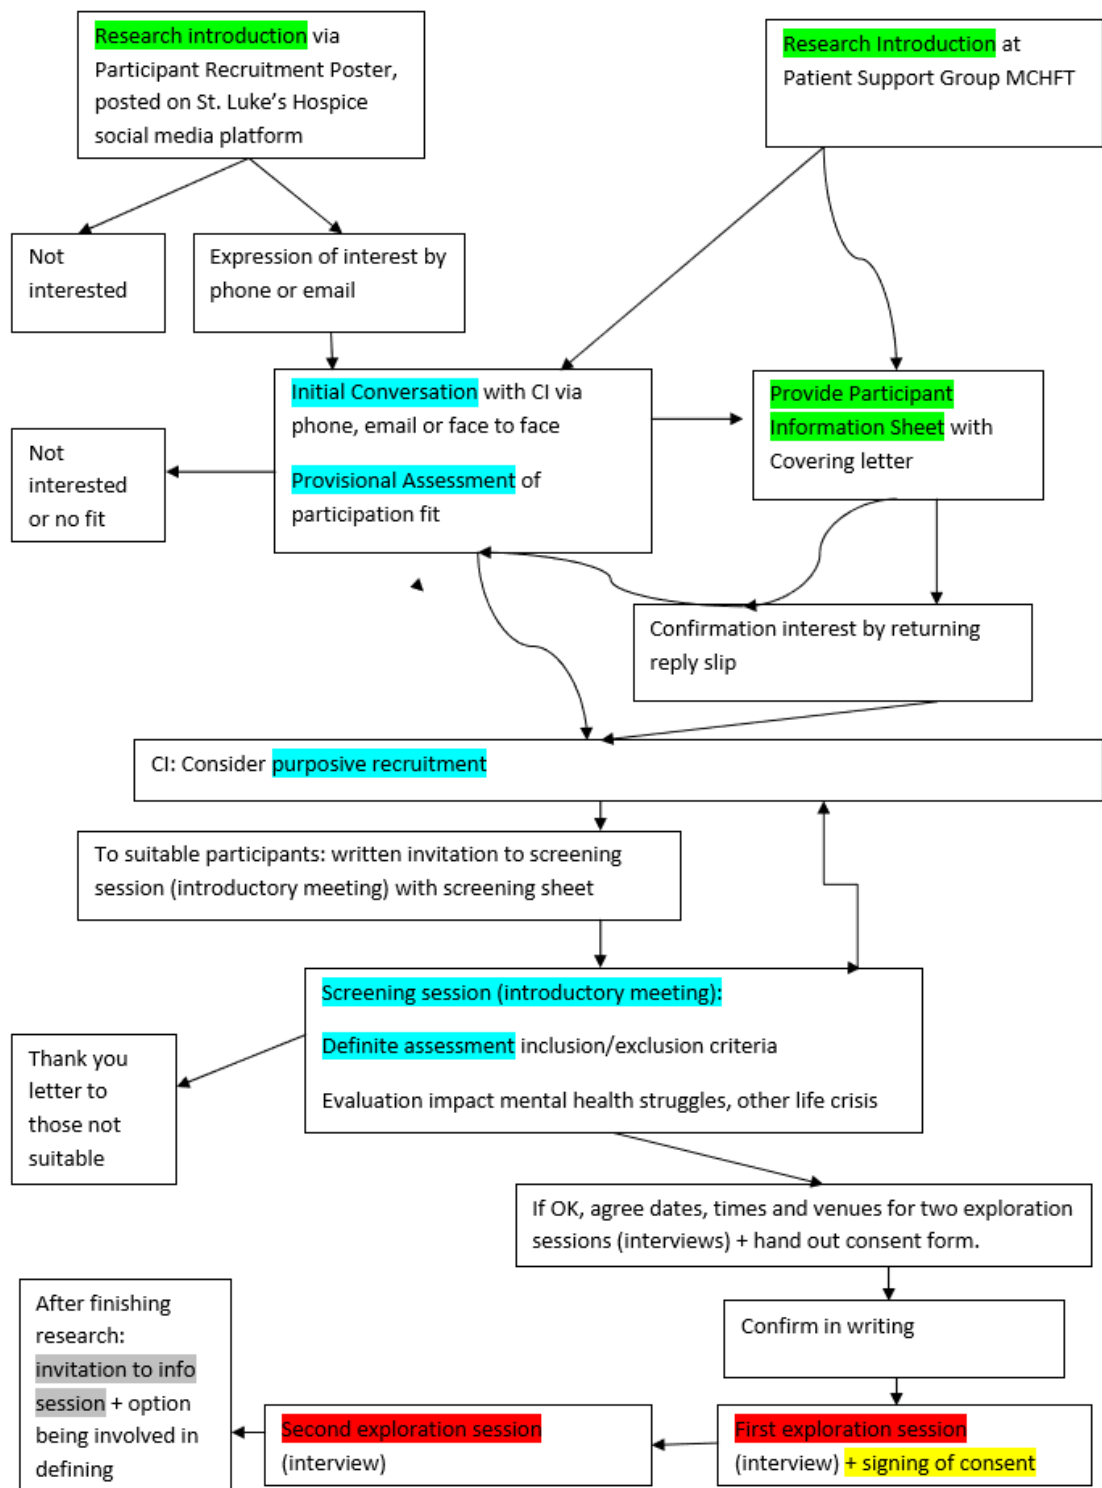 Research introduction via
Participant Recruitment Poster,
posted on St. Luke's Hospice
social media platform
Research Introduction at
Patient Support Group MCHFT
Not
interested
Expression of interest by
phone or email
Initial Conversation with CI via
phone, email or face to face
Provisional Assessment of
participation fit
Provide Participant
Information Sheet with
Covering letter
Not
interested
or no fit
Confirmation interest by returning
reply slip
CI: Consider purposive recruitment
To suitable participants: written invitation to screening
session (introductory meeting) with screening sheet
Screening session (introductory meeting):
Definite assessment inclusion/exclusion criteria
Evaluation impact mental health struggles, other life crisis
Thank you
letter to
those not
suitable
If OK, agree dates, times and venues for two exploration
sessions (interviews) + hand out consent form.
Confirm in writing
First exploration session
(interview) + signing of consent
Second exploration session
(interview)
After finishing
research:
invitation to info
session + option
being involved in
defining